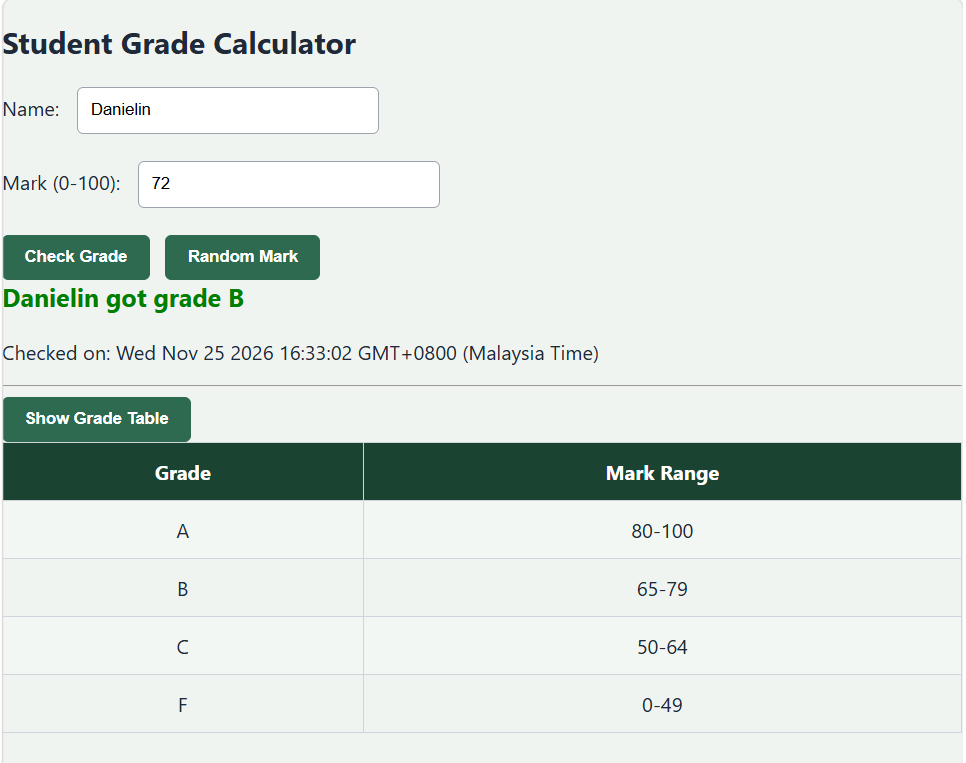 Student Grade Calculator
Name: Danielin
Mark (0-100): 72
Check Grade Random Mark
Danielin got grade B
Checked on: Wed Nov 25 2026 16:33:02 GMT+0800 (Malaysia Time)
Show Grade Table
Grade Mark Range
A 80-100
B 65-79
C 50-64
F 0-49